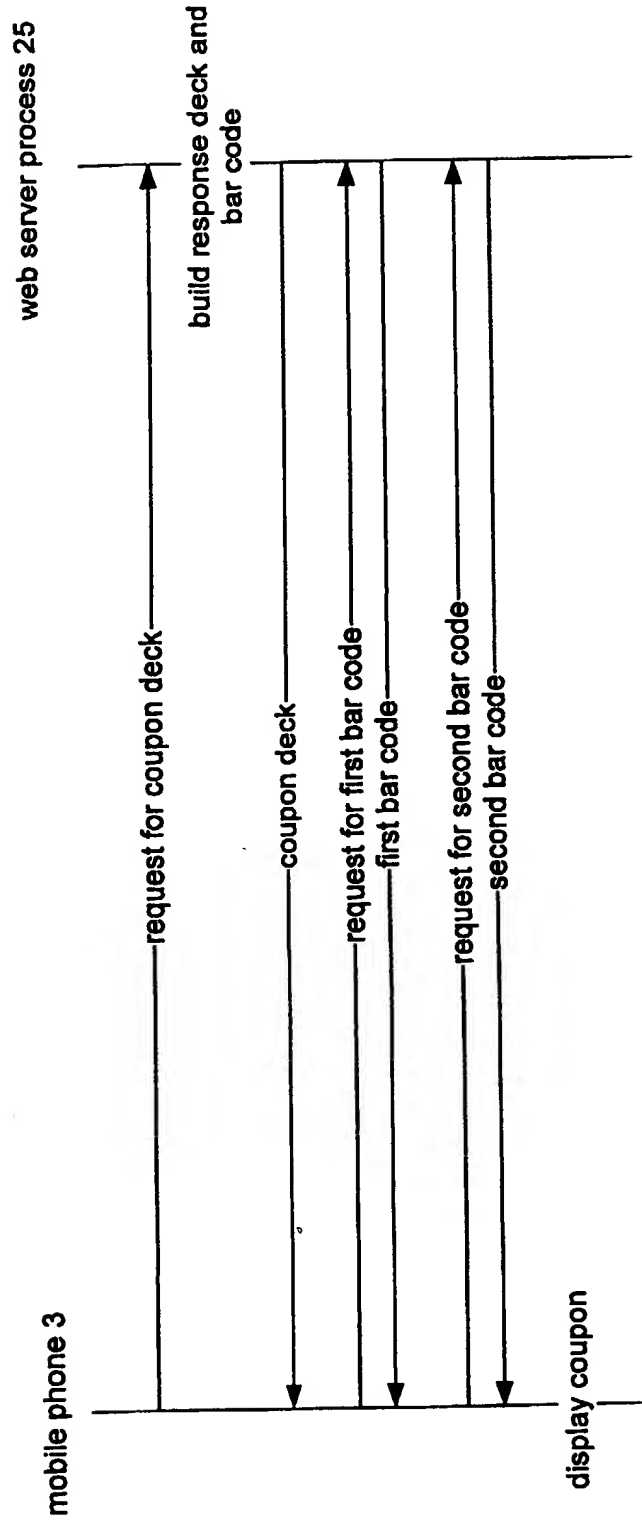 mobile phone 3
web server process 25
request for coupon deck
build response deck and
bar code
coupon deck
request for first bar code
first bar code
request for second bar code
second bar code
display coupon